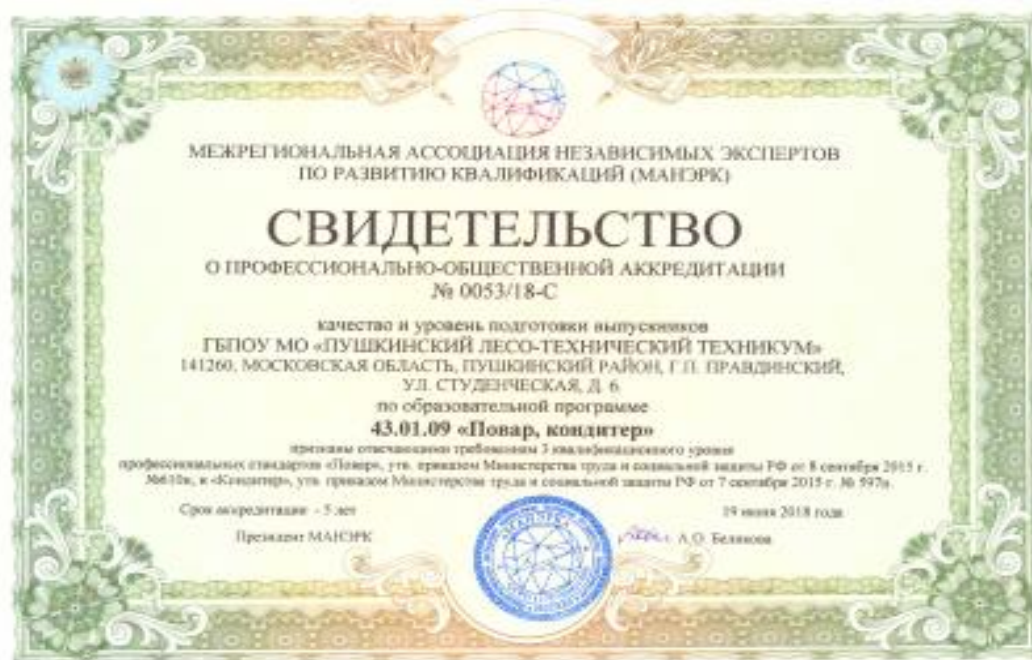 МЕЖРЕГИОНАЛЬНАЯ АССОЦИАЦИЯ НЕЗАВИСИМЫХ ЭКСПЕРТОВ
ПО РАЗВИТИЮ КВАЛИФИКАЦИЙ (МАНЭРК)
СВИДЕТЕЛЬСТВО
О ПРОФЕССИОНАЛЬНО-ОБЩЕСТВЕННОЙ АККРЕДИТАЦИИ
№ 0053/18-С
качество и уровень подготовки выпускников
ГБПОУ МО «ПУШКИНСКИЙ ЛЕСО-ТЕХНИЧЕСКИЙ ТЕХНИКУМ»
141260, МОСКОВСКАЯ ОБЛАСТЬ, ПУШКИНСКИЙ РАЙОН, Г.П. ПРАВДИНСКИЙ,
УЛ. СТУДЕНЧЕСКАЯ, Д. 6
по образовательной программе
43.01.09 «Повар, кондитер»
признаны отвечающими требованиям 3 квалификационного уровня
профессиональных стандартов «Повар», утв. приказом Министерства труда и социальной защиты РФ от 8 сентября 2015 г.
№610н, и «Кондитер», утв. приказом Министерства труда и социальной защиты РФ от 7 сентября 2015 г. № 597н.
Срок аккредитации - 5 лет
19 июня 2018 года
Президент МАНЭРК
А.О. Беликова